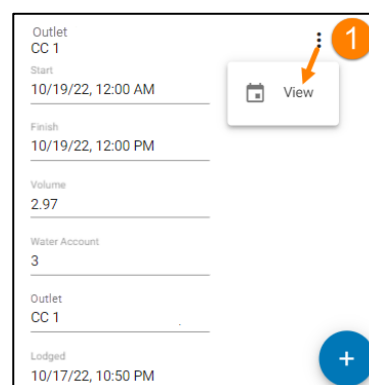 Outlet
CC 1
1
Start
10/19/22, 12:00 AM
View
Finish
10/19/22, 12:00 PM
Volume
2.97
Water Account
3
Outlet
CC 1
Lodged
10/17/22, 10:50 PM